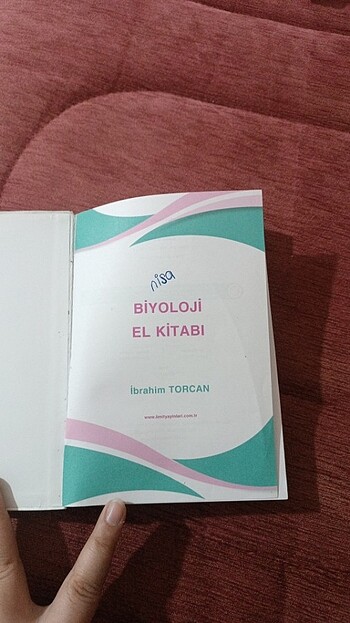 nisa
BİYOLOJİ
EL KİTABI
İbrahim TORCAN